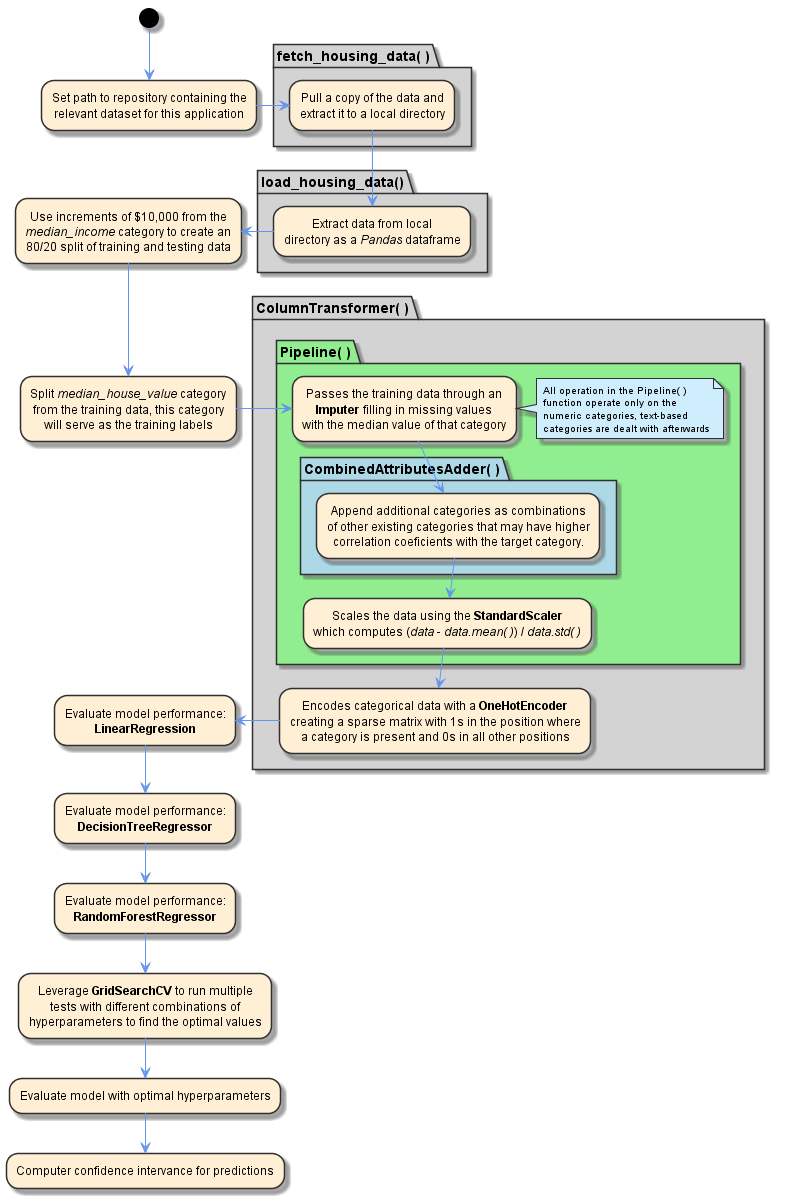 fetch_housing_data( )
Set path to repository containing the
relevant dataset for this application
Pull a copy of the data and
extract it to a local directory
load_housing_data()
Extract data from local
directory as a Pandas dataframe
Use increments of $10,000 from the
median_income category to create an
80/20 split of training and testing data
ColumnTransformer( )
Pipeline( )
Split median_house_value category
from the training data, this category
will serve as the training labels
Passes the training data through an
Imputer filling in missing values
with the median value of that category
All operation in the Pipeline( )
function operate only on the
numeric categories, text-based
categories are dealt with afterwards
CombinedAttributesAdder( )
Append additional categories as combinations
of other existing categories that may have higher
correlation coeficients with the target category.
Scales the data using the StandardScaler
which computes (data - data.mean( )) / data.std( )
Encodes categorical data with a OneHotEncoder
creating a sparse matrix with 1s in the position where
a category is present and 0s in all other positions
Evaluate model performance:
LinearRegression
Evaluate model performance:
DecisionTreeRegressor
Evaluate model performance:
RandomForestRegressor
Leverage GridSearchCV to run multiple
tests with different combinations of
hyperparameters to find the optimal values
Evaluate model with optimal hyperparameters
Computer confidence intervance for predictions